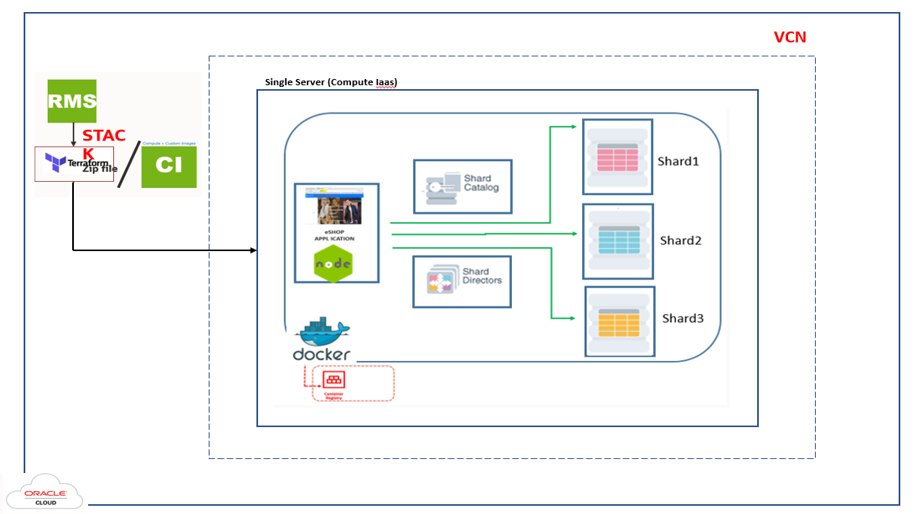 VCN
Single Server (Compute Iaas)
RMS
STAC
K
Terraform
Zip file
Compute – Custom Images
CI
Shard
Catalog
eSHOP
APPLICATION
node
Shard
Directors
Shard1
Shard2
Shard3
docker
Container
Registry
ORACLE
CLOUD